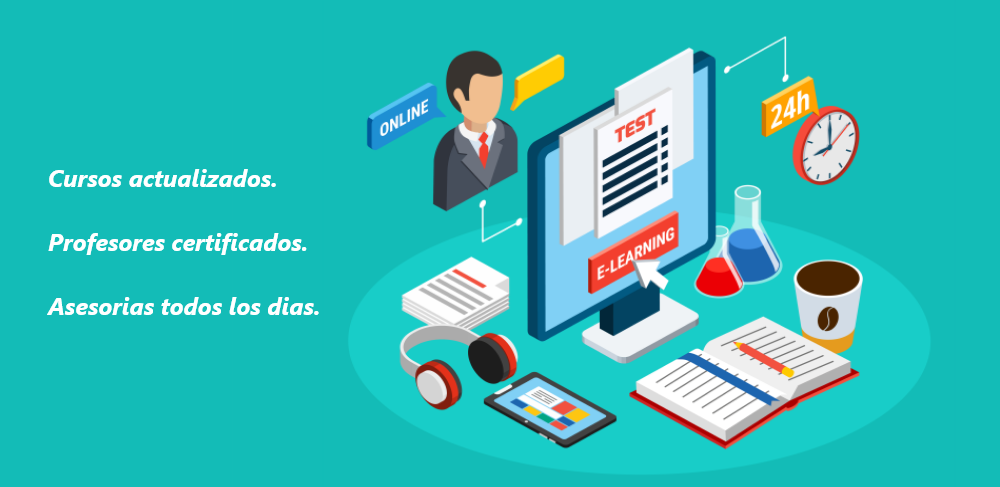 Cursos actualizados.
Profesores certificados.
Asesorias todos los dias.
ONLINE
TEST
E-LEARNING
24h